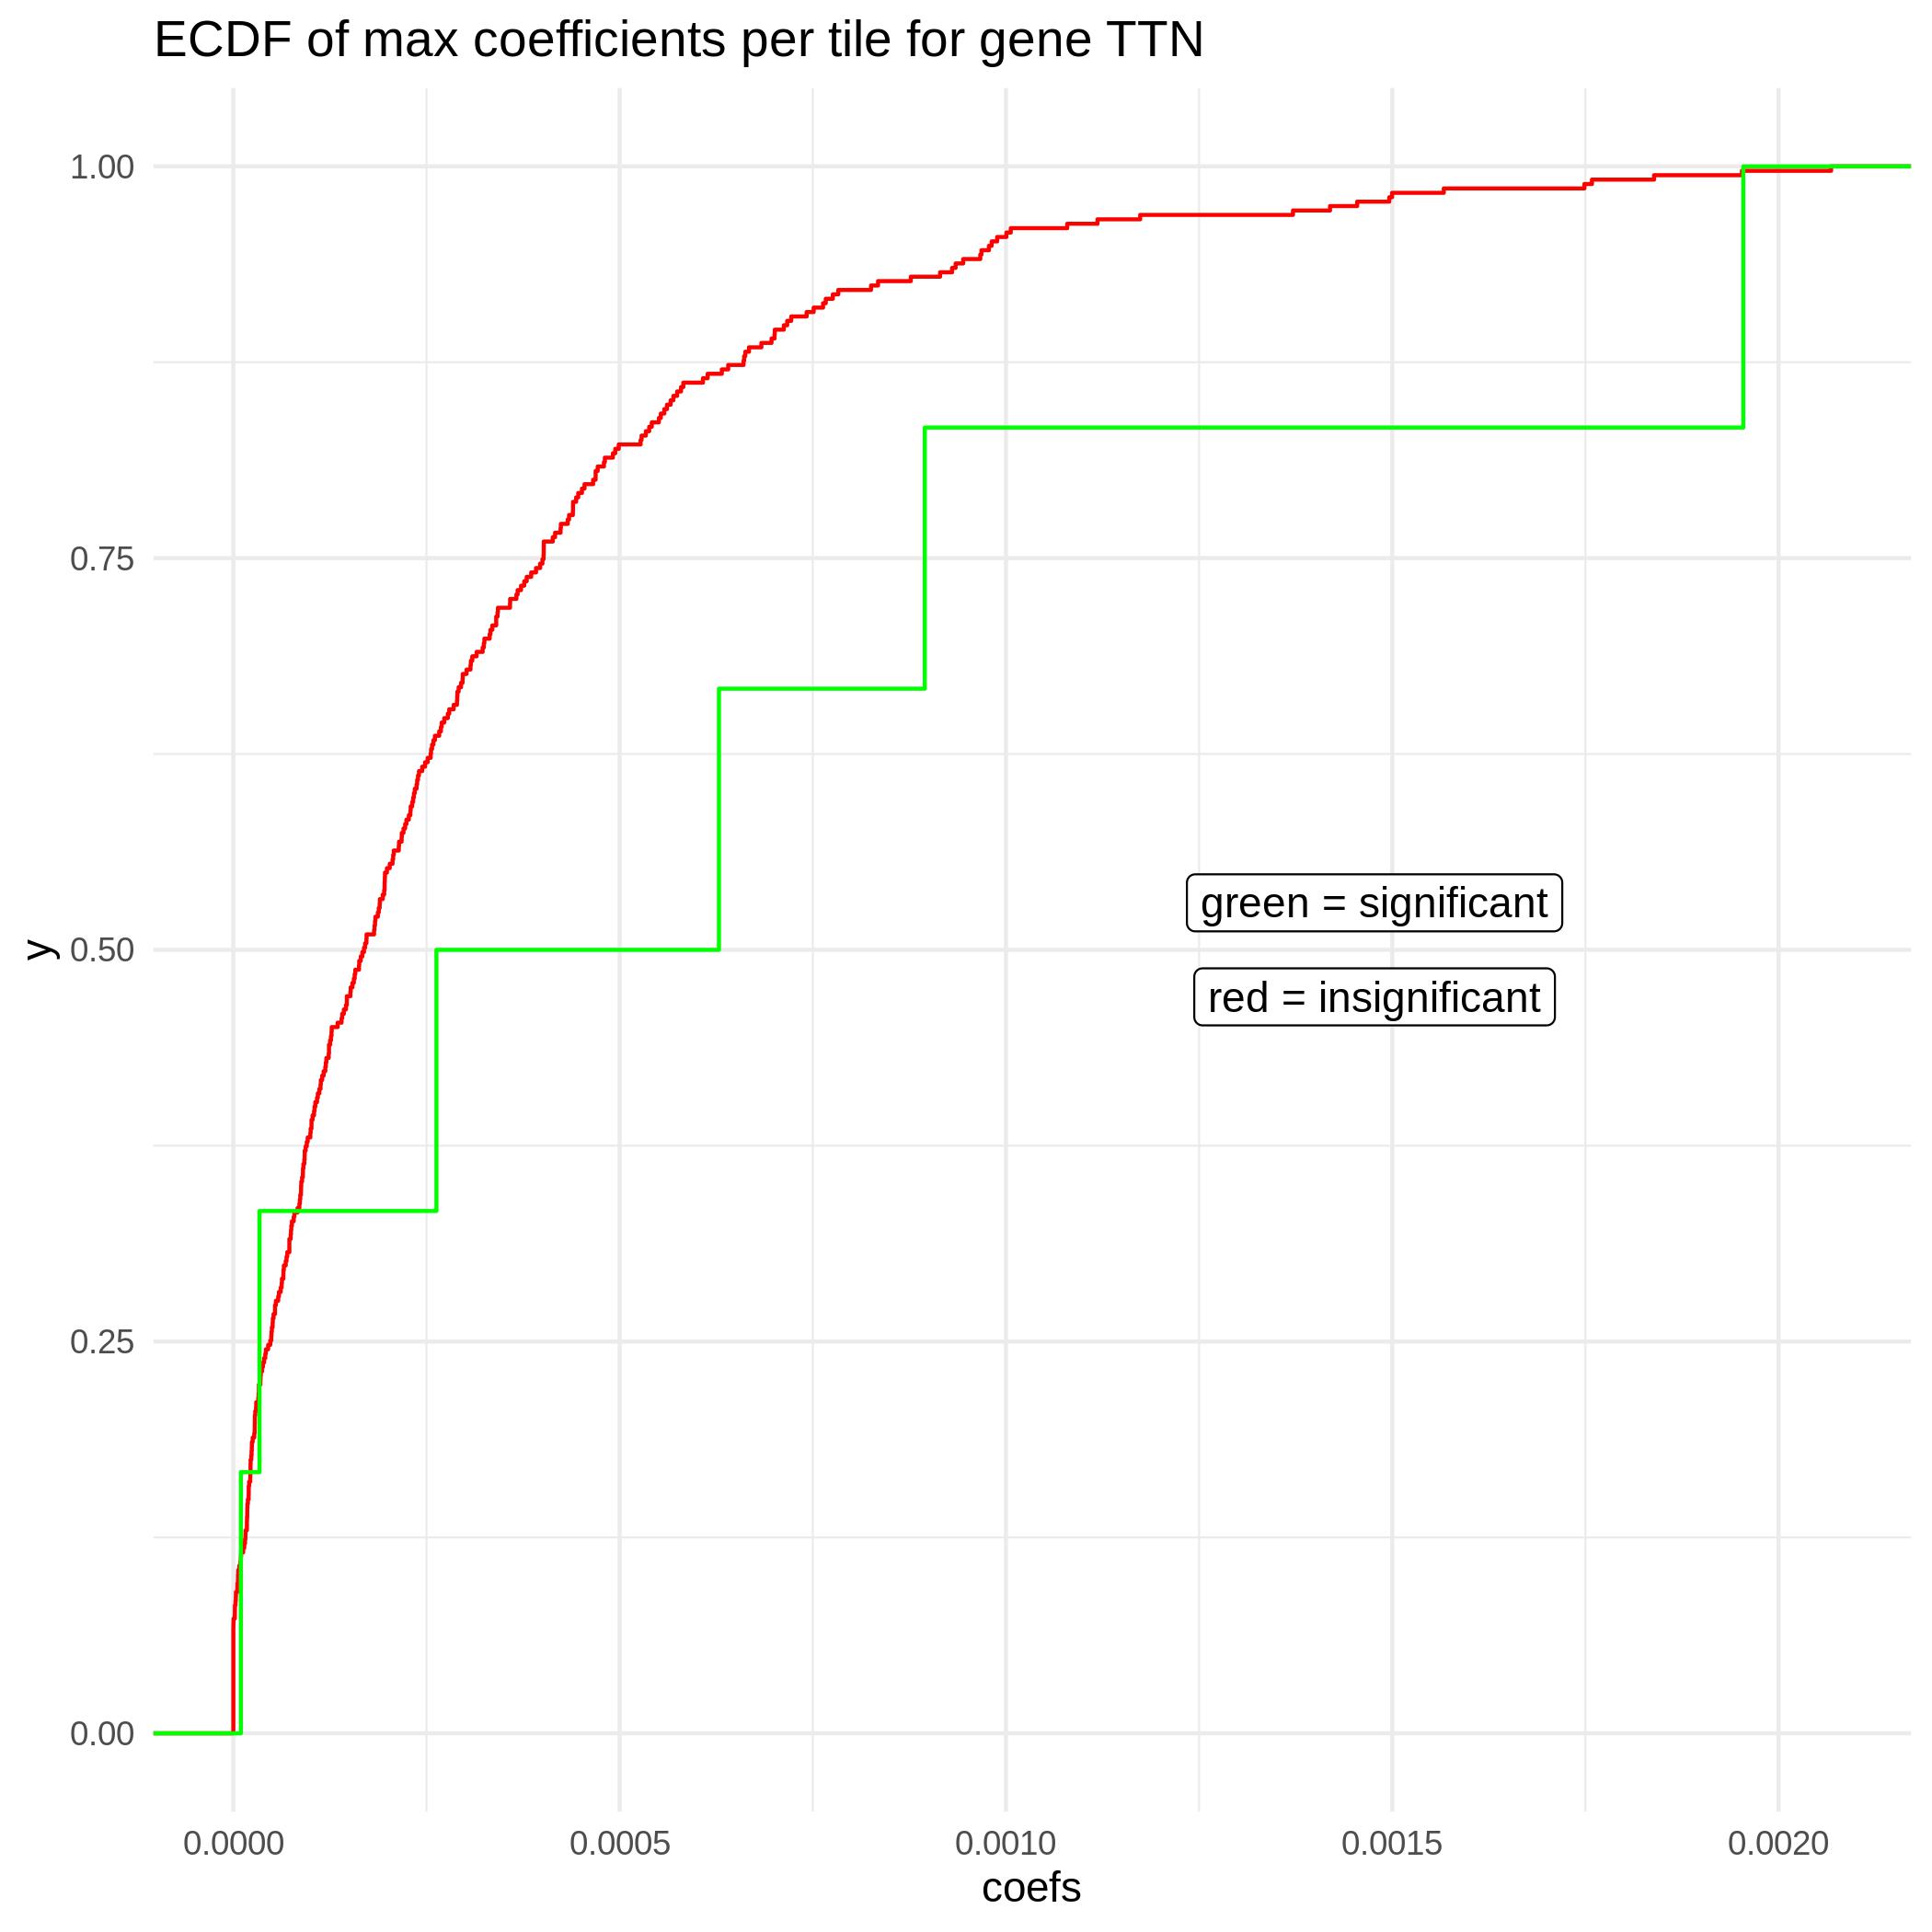 ECDF of max coefficients per tile for gene TTN
1.00
0.75
0.50
0.25
0.00
y
green = significant
red = insignificant
0.0000 0.0005 0.0010 0.0015 0.0020
coefs